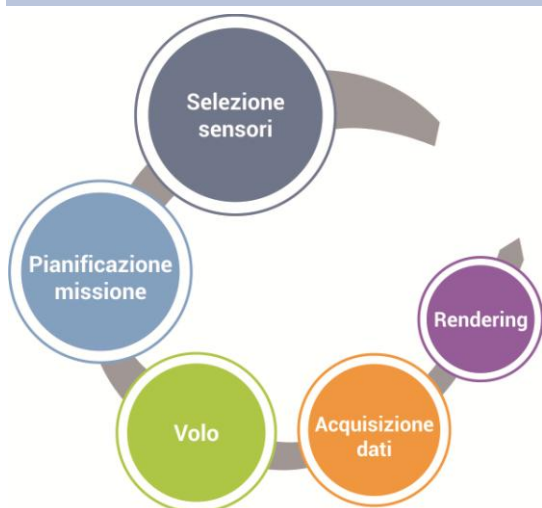 Selezione
sensori
Pianificazione
missione
Volo
Acquisizione
dati
Rendering